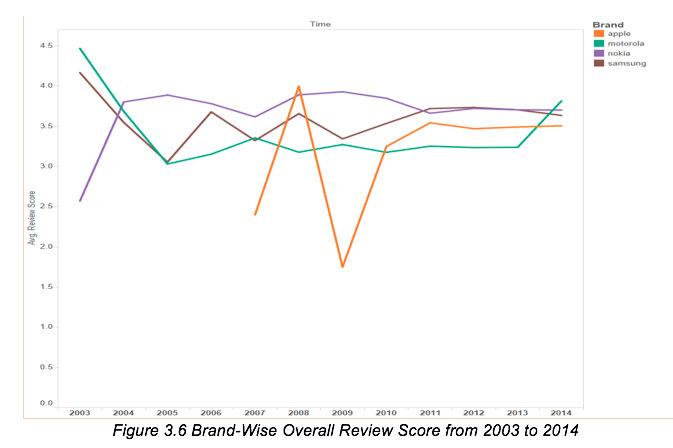 Time
Brand
apple
motorola
nokia
samsung
Avg. Review Score
4.5
4.0
3.5
3.0
2.5
2.0
1.5
1.0
0.5
0.0
2003 2004 2005 2006 2007 2008 2009 2010 2011 2012 2013 2014
Figure 3.6 Brand-Wise Overall Review Score from 2003 to 2014